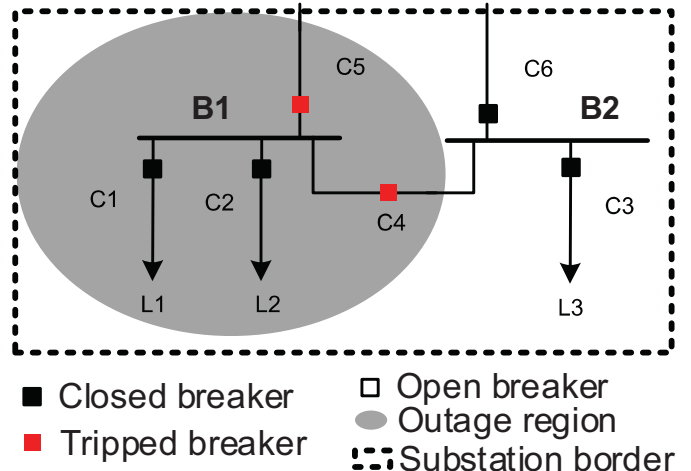 C5
C6
B1
B2
C1
C2
C3
C4
L1
L2
L3
Closed breaker
Open breaker
Outage region
Tripped breaker
Substation border